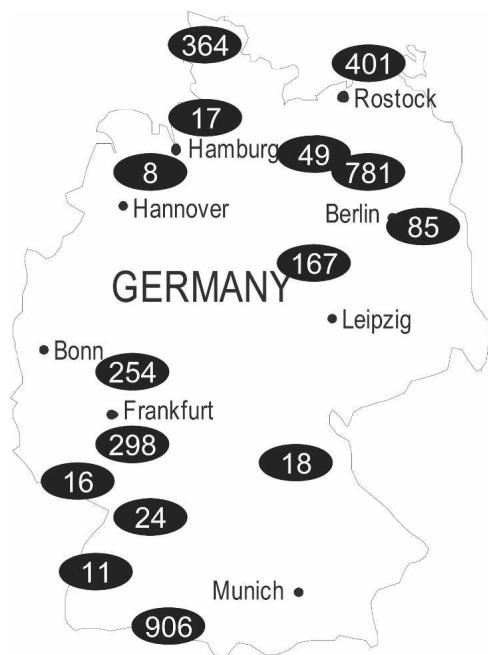 364
401
Rostock
17
Hamburg
49
8
781
Hannover
Berlin
85
167
GERMANY
Leipzig
Bonn
254
Frankfurt
298
18
16
24
11
Munich
906